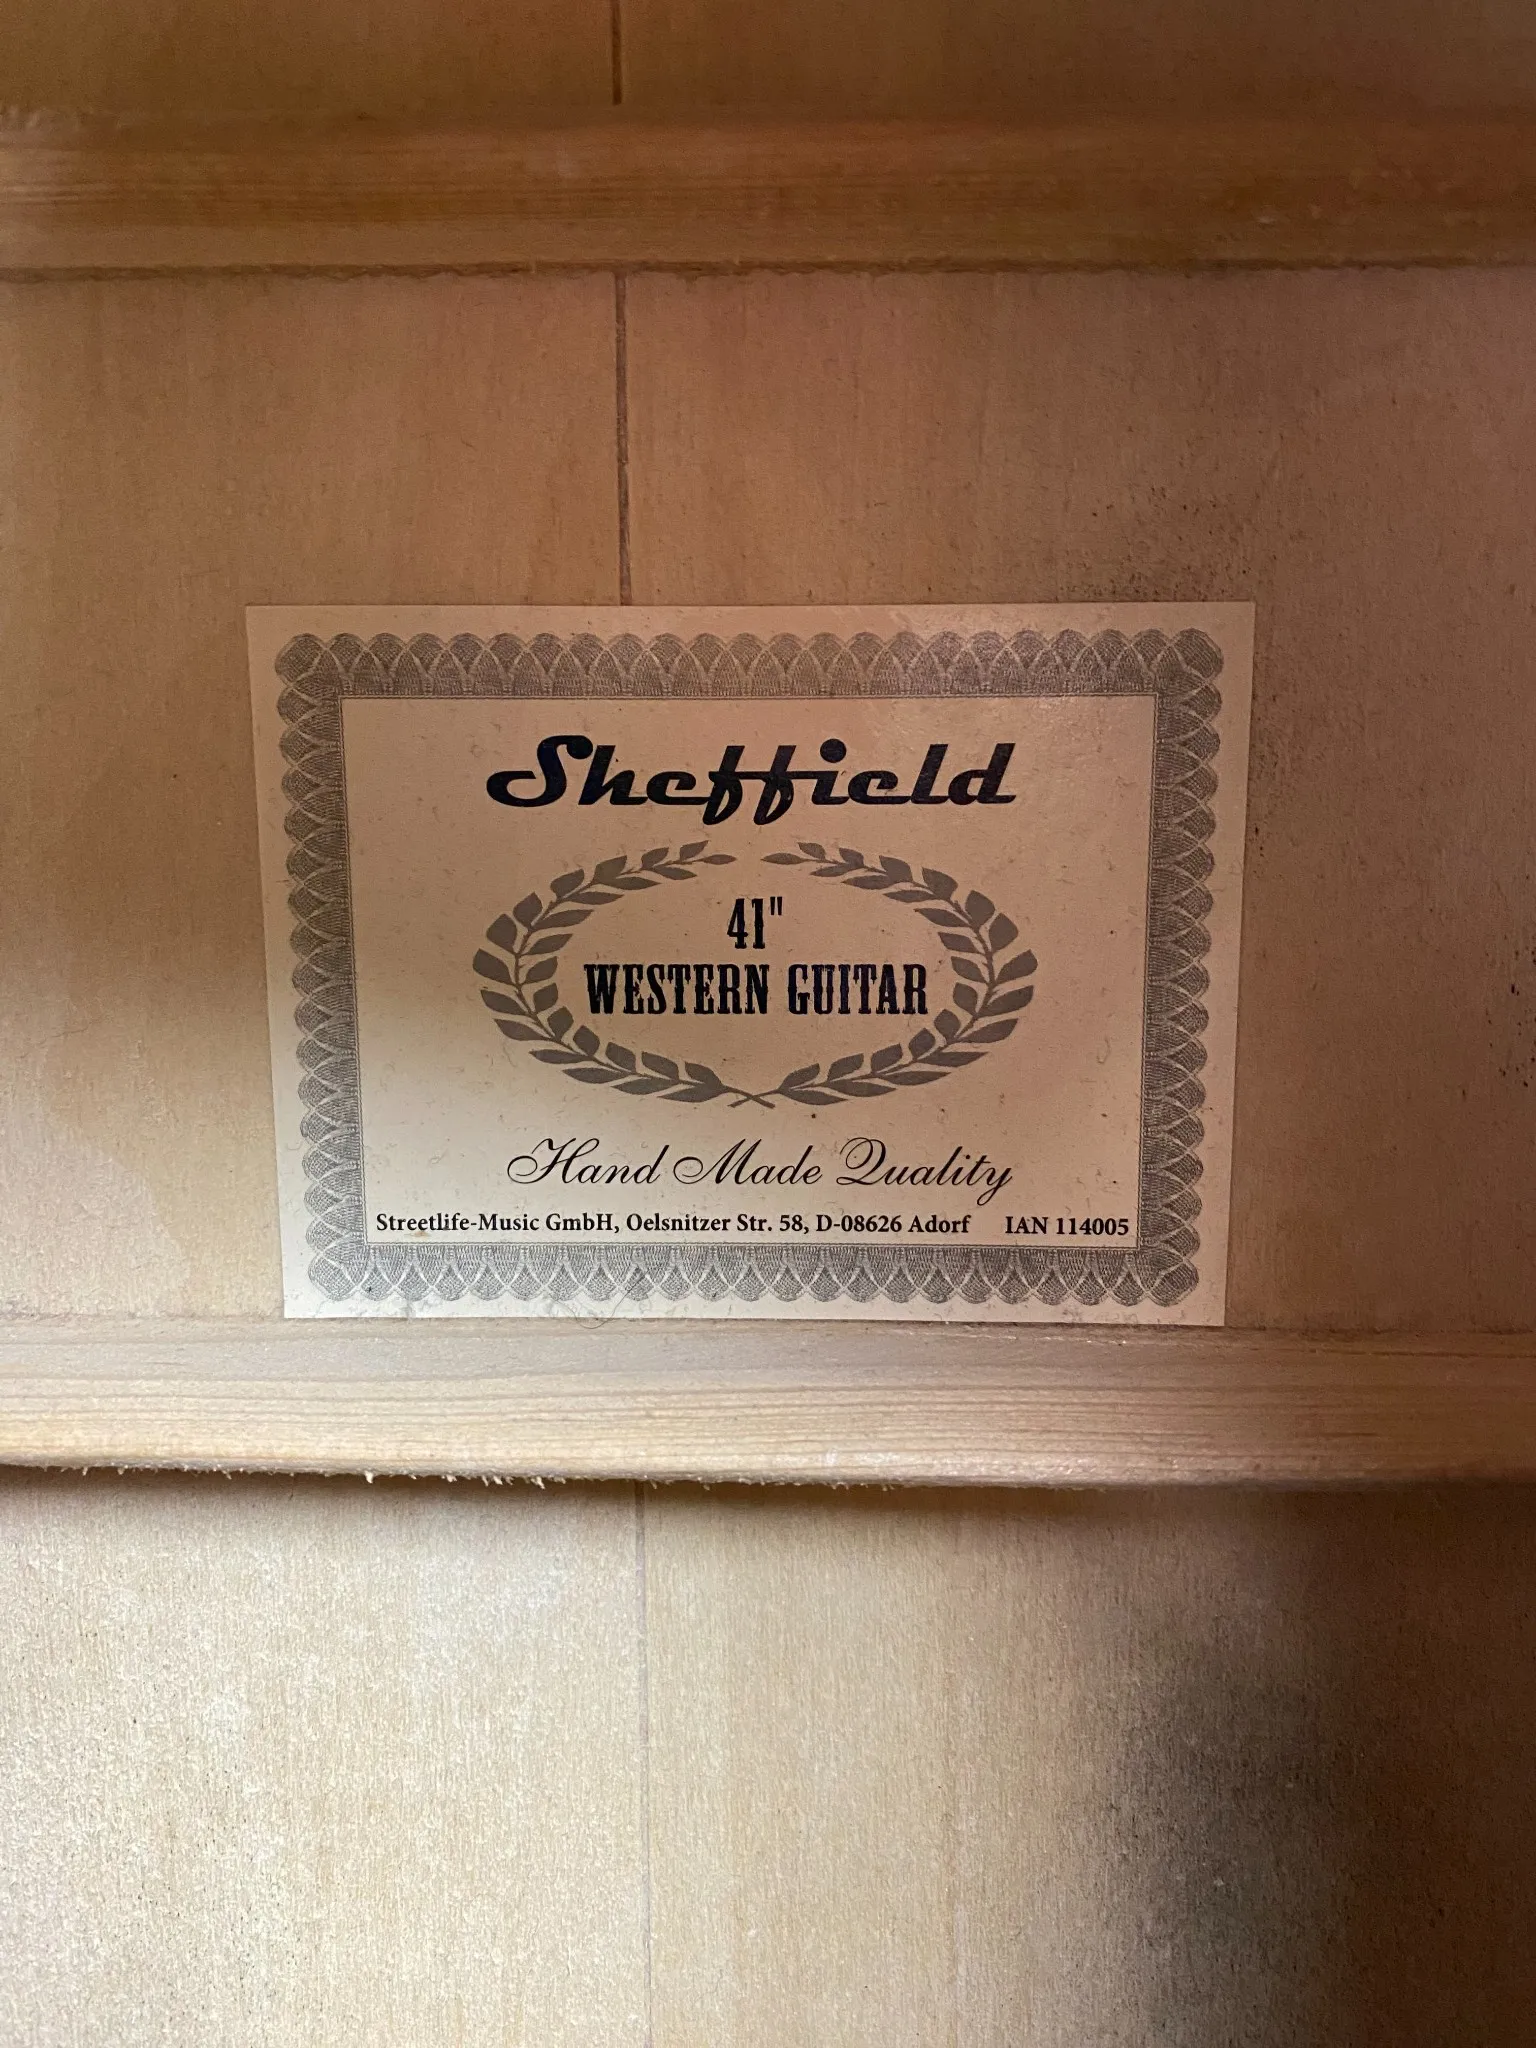 Sheffield
41"
WESTERN GUITAR
Hand Made Quality
Streetlife-Music GmbH, Oelsnitzer Str. 58, D-08626 Adorf IAN 114005